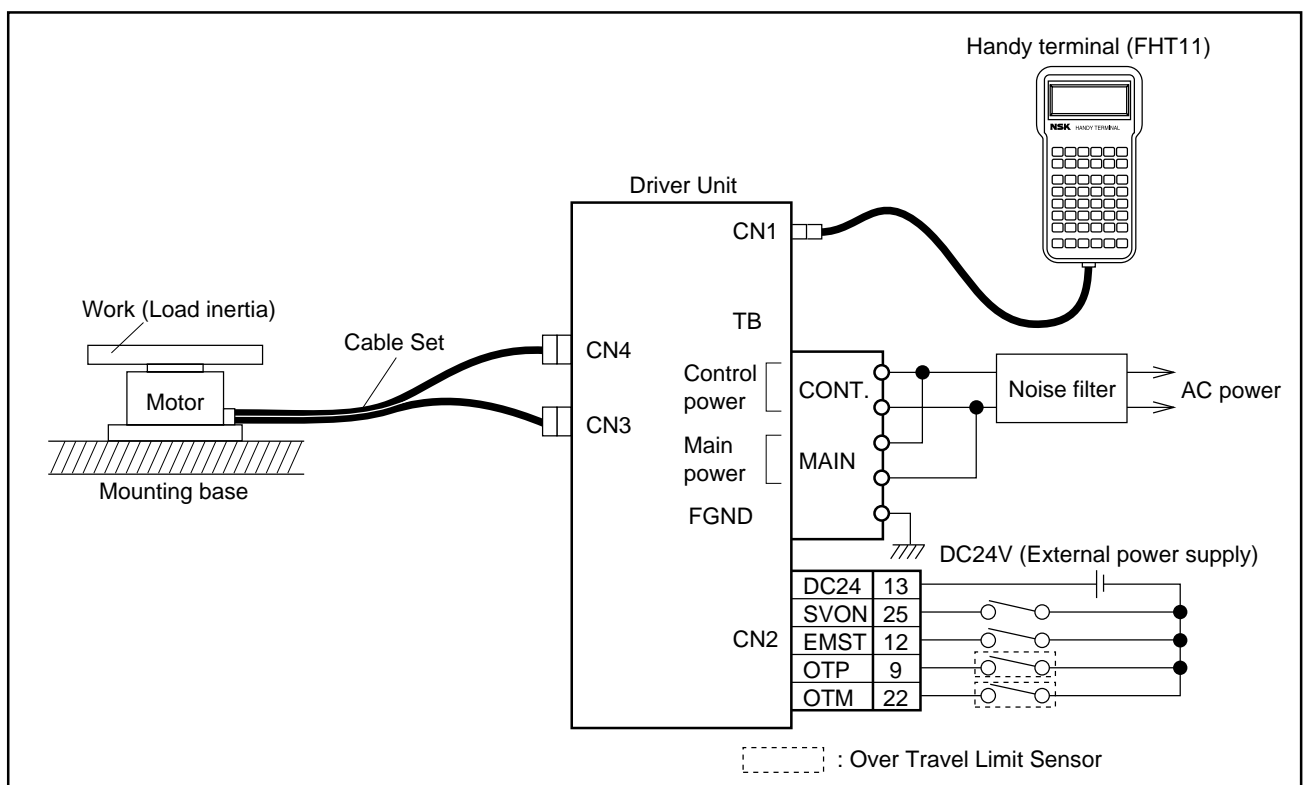 Handy terminal (FHT11)
NSK HANDY TERMINAL
Driver Unit
CN1
Work (Load inertia)
TB
Cable Set
CN4
Control
power
CONT.
Noise filter
AC power
Motor
CN3
Main
power
MAIN
Mounting base
FGND
DC24V (External power supply)
DC24 13
SVON 25
CN2
EMST 12
OTP 9
OTM 22
: Over Travel Limit Sensor